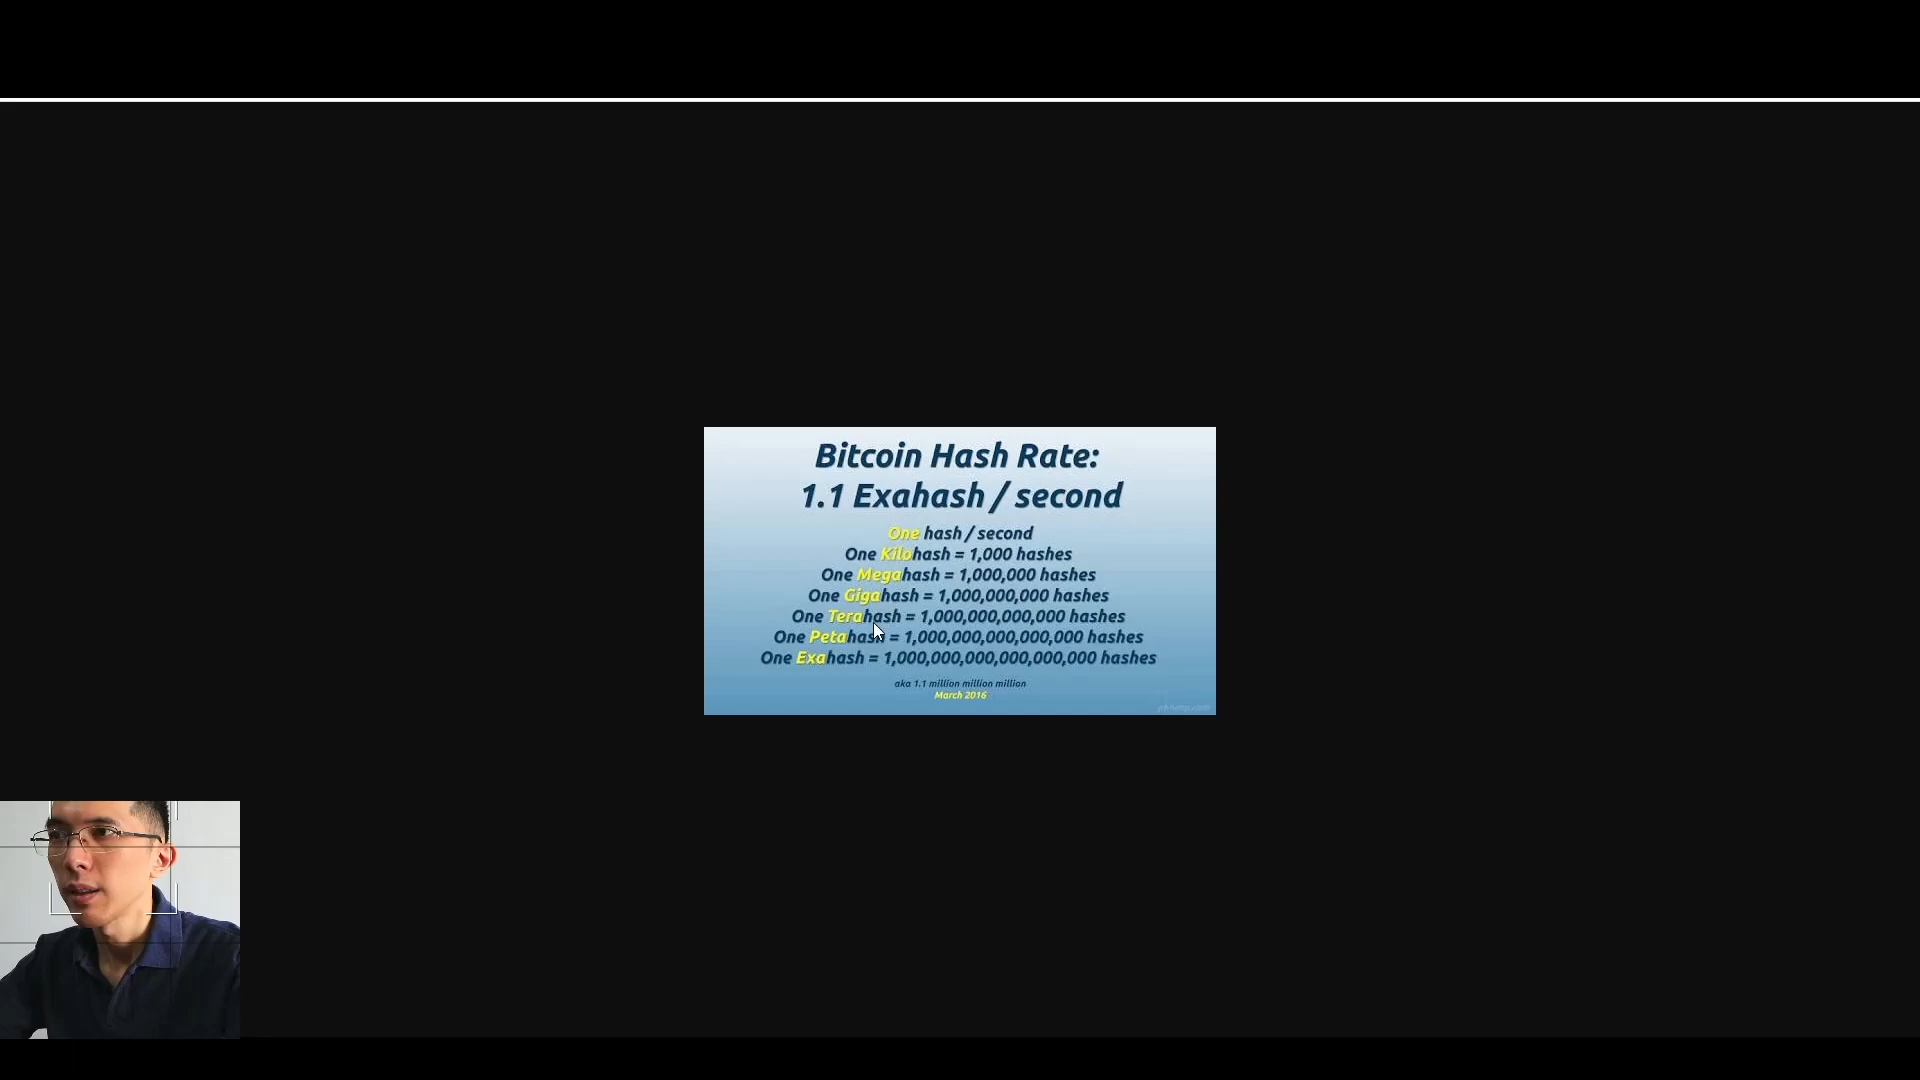 Bitcoin Hash Rate:
1.1 Exahash / second
One hash / second
One Kilohash = 1,000 hashes
One Megahash = 1,000,000 hashes
One Gigahash = 1,000,000,000 hashes
One Terahash = 1,000,000,000,000 hashes
One Petahash = 1,000,000,000,000,000 hashes
One Exahash = 1,000,000,000,000,000,000 hashes
aka 1.1 million million million
March 2016